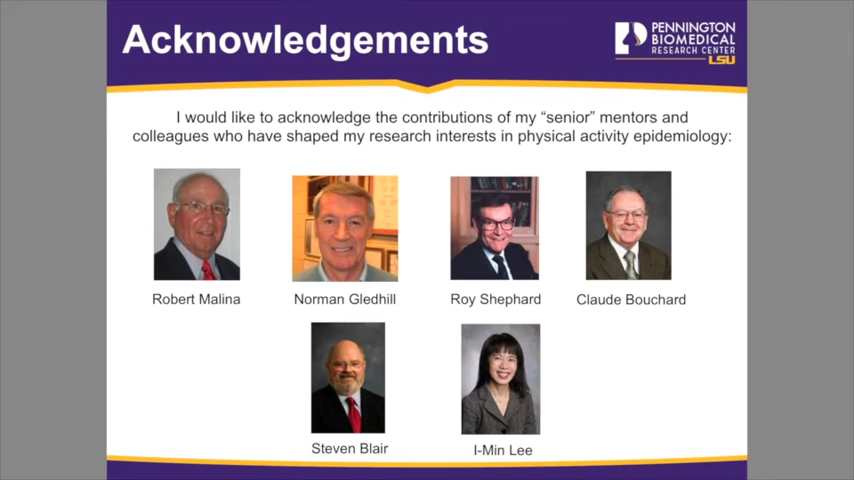 Acknowledgements
PENNINGTON
BIOMEDICAL
RESEARCH CENTER
LSU
I would like to acknowledge the contributions of my “senior” mentors and
colleagues who have shaped my research interests in physical activity epidemiology:
Robert Malina
Norman Gledhill
Roy Shephard
Claude Bouchard
Steven Blair
I-Min Lee